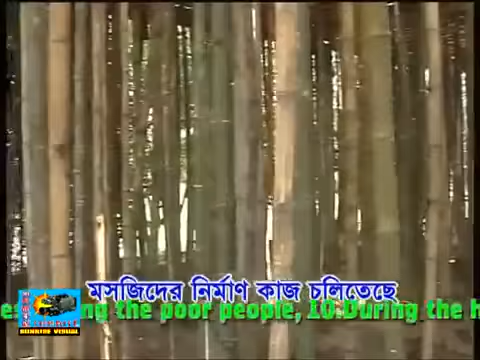 মসজিদের নির্মাণ কাজ চলিতেছে
the poor people, 10.During the h